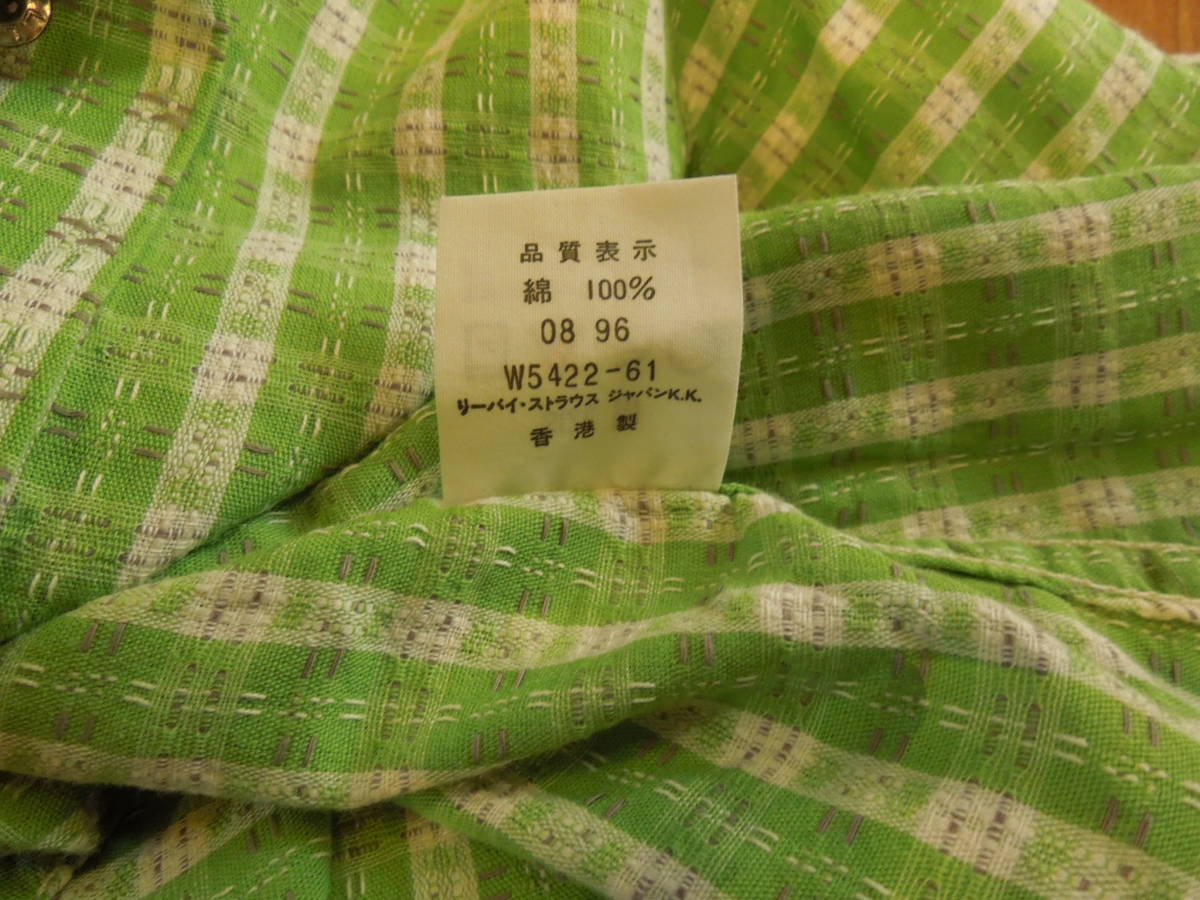 品質表示
綿 100%
08 96
W5422-61
リーバイ・ストラウス ジャパンK.K.
香港製